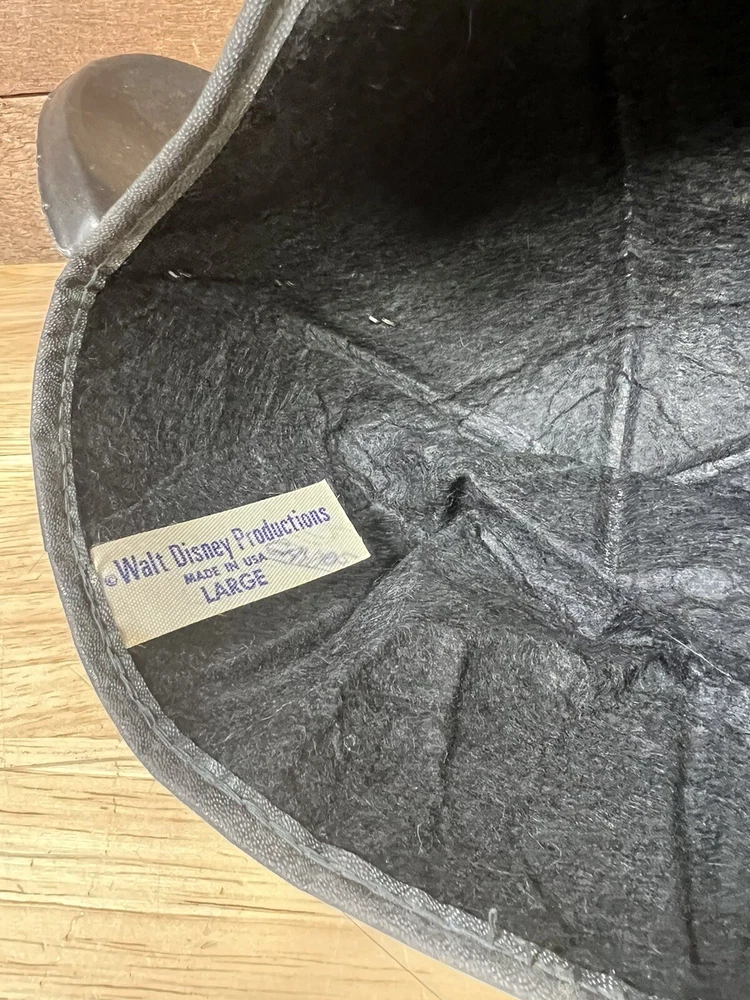 ©Walt Disney Productions
MADE IN USA
LARGE